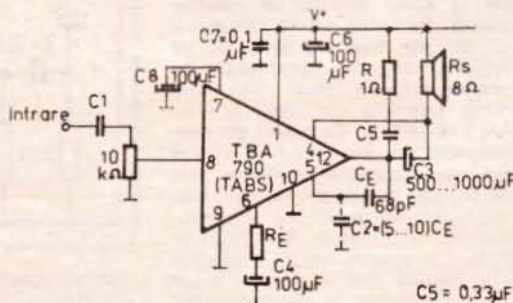 V+
C7=0,1
μF
C6
100
μF
R
1Ω
Rs
8Ω
C8
100μF
7
Intrare
C1
1
C5
4
10
kΩ
8
TBA
790
(TABS)
12
5
10
C3
500...1000μF
CE
68pF
6
9
RE
C2=(5...10)CE
C4
100μF
C5 = 0,33μF